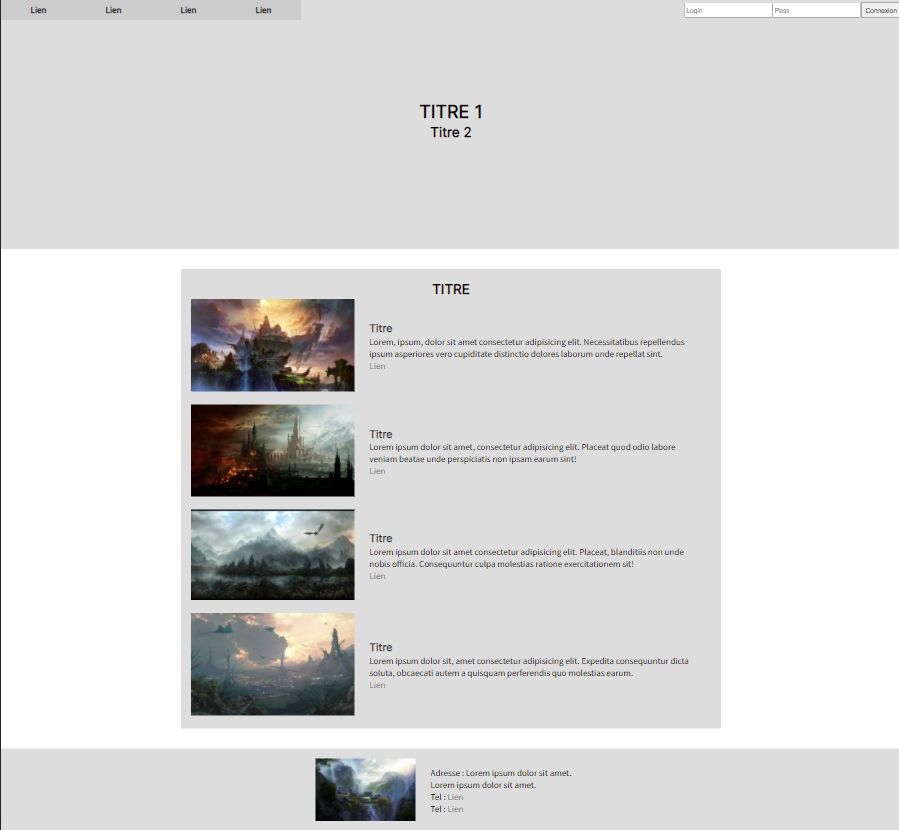 Lien Lien Lien Lien Login Pass Connexion
TITRE 1
Titre 2
TITRE
Titre
Lorem, ipsum, dolor sit amet consectetur adipisicing elit. Necessitatibus repellendus
ipsum asperiores vero cupiditate distinctio dolores laborum unde repellat sint.
Lien
Titre
Lorem ipsum dolor sit amet, consectetur adipisicing elit. Placeat quod odio labore
veniam beatae unde perspiciatis non ipsam earum sint!
Lien
Titre
Lorem ipsum dolor sit amet consectetur adipisicing elit. Placeat, blanditiis non unde
nobis officia. Consequuntur culpa molestias ratione exercitationem sit!
Lien
Titre
Lorem ipsum dolor sit, amet consectetur adipisicing elit. Expedita consequuntur dicta
soluta, obcaecati autem a quisquam perferendis quo molestias earum.
Lien
Adresse : Lorem ipsum dolor sit amet.
Lorem ipsum dolor sit amet.
Tel : Lien
Tel : Lien